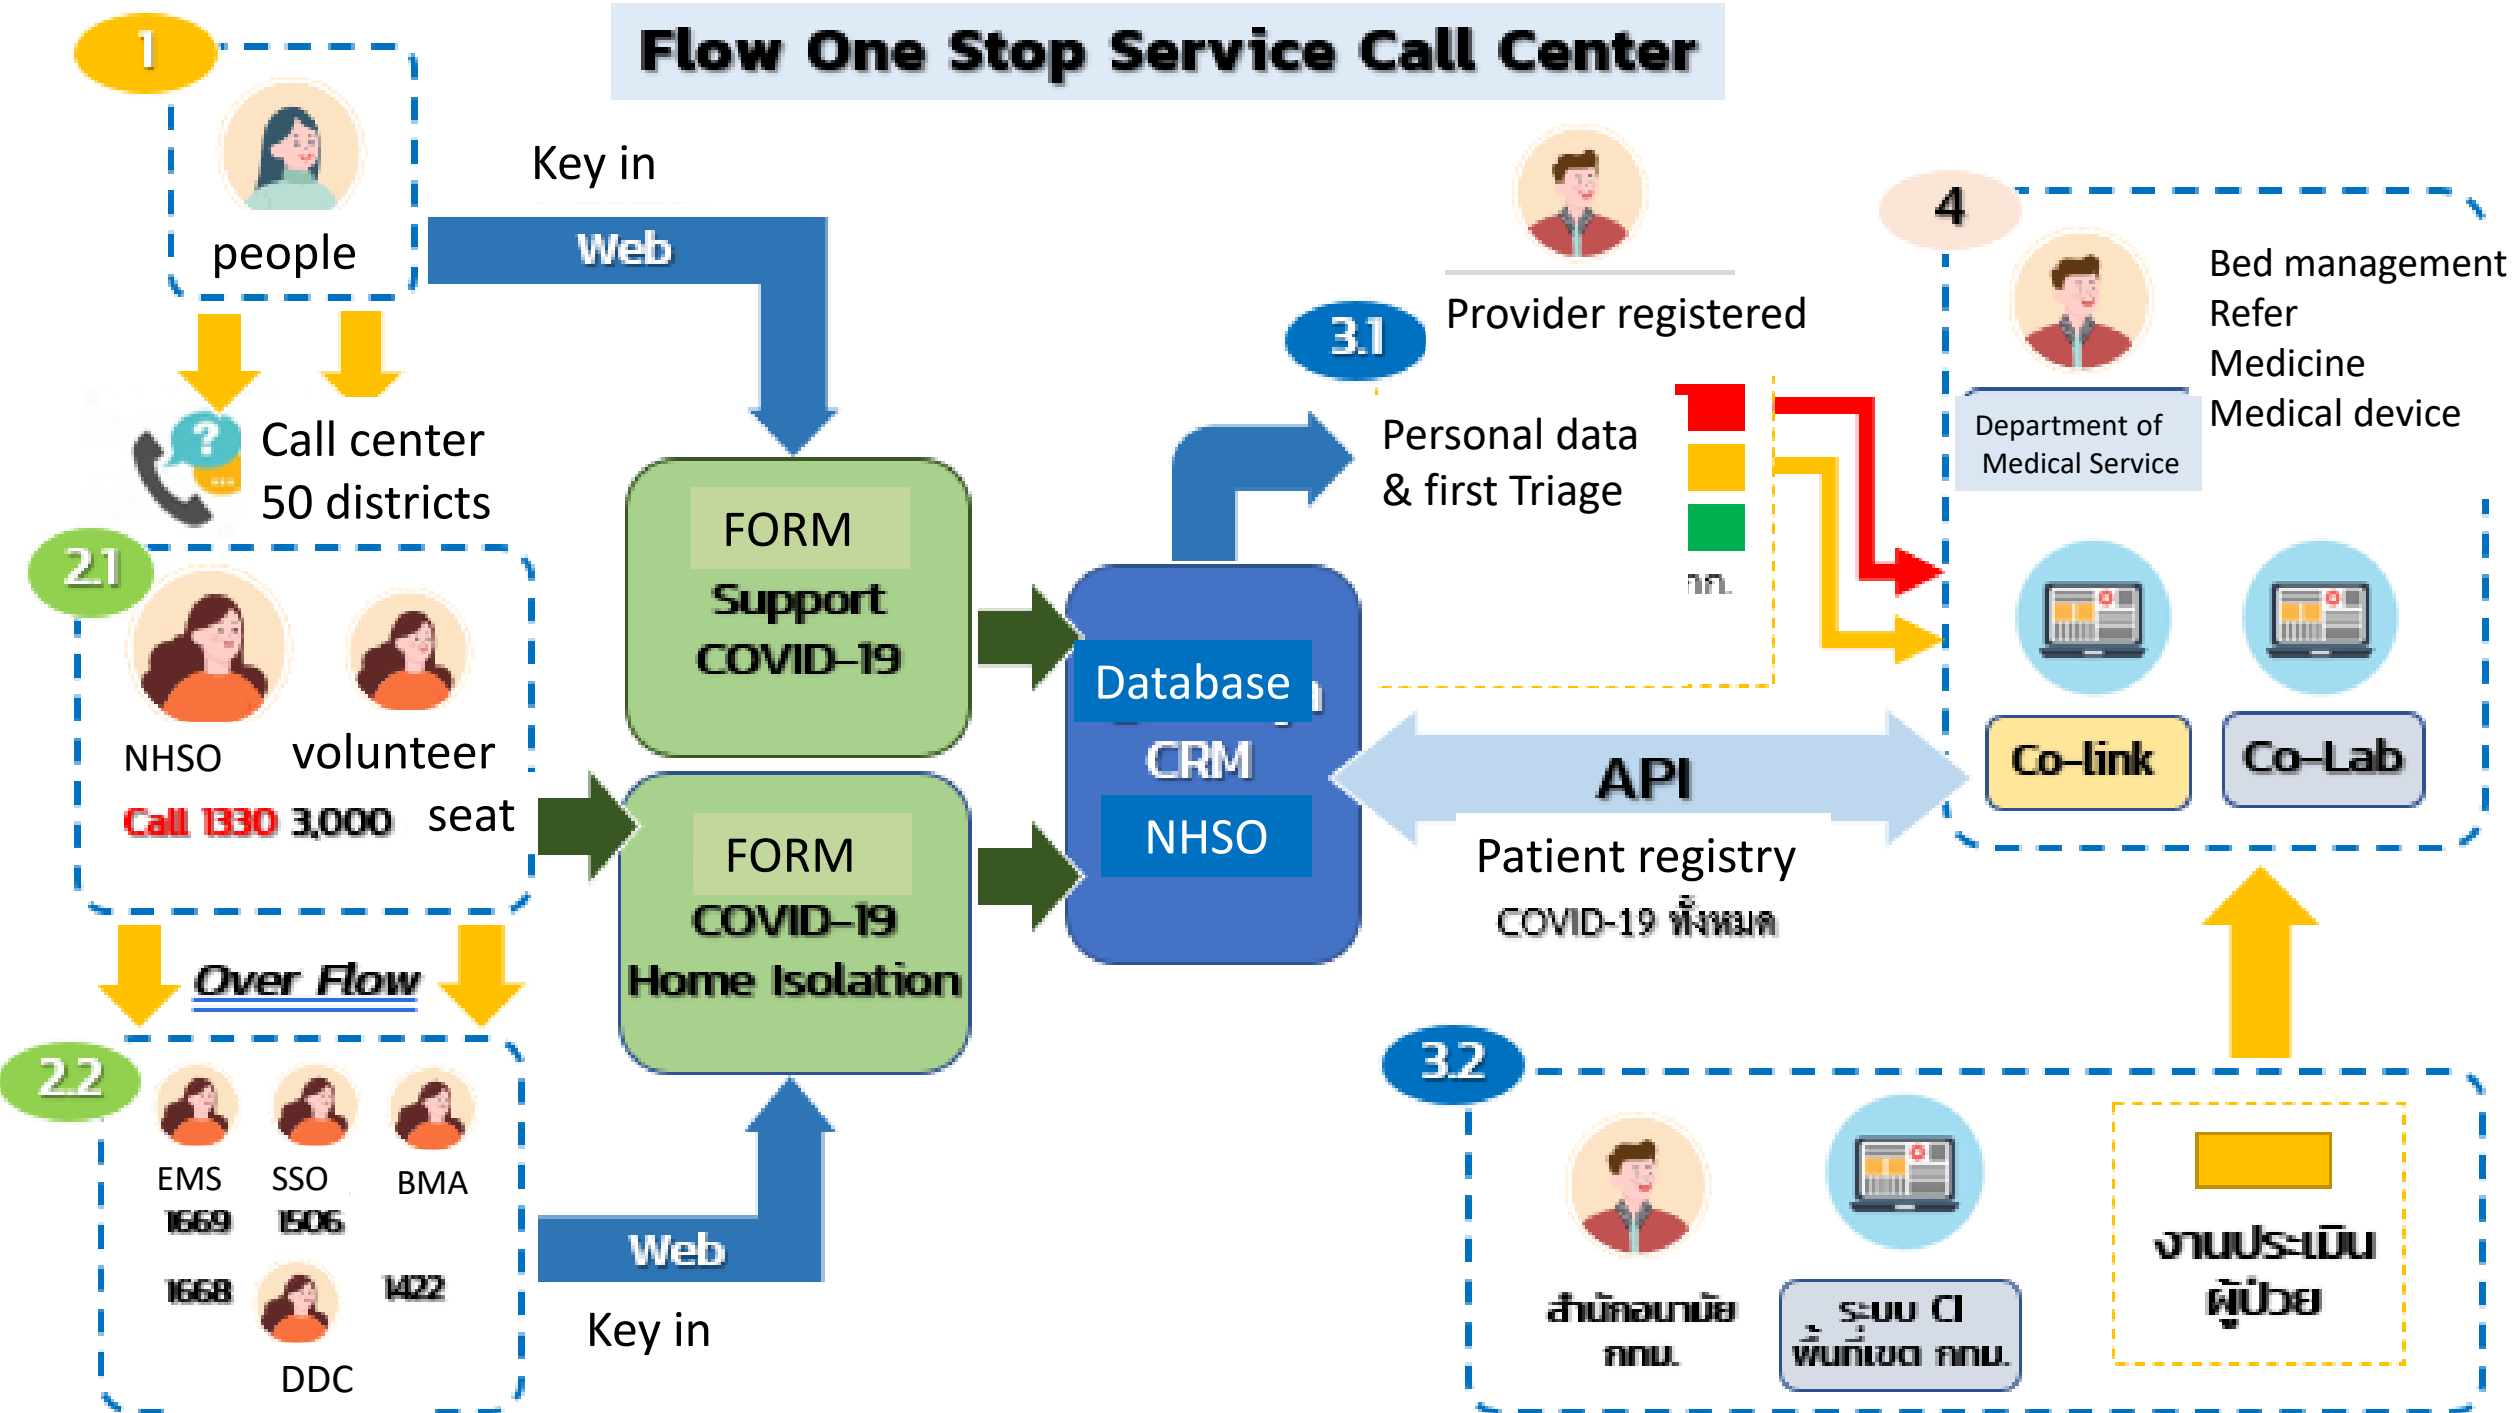 Flow One Stop Service Call Center
1
people
Key in
Web
Call center
50 districts
2.1
NHSO
volunteer
Call 1330 3,000 seat
Over Flow
2.2
EMS
SSO
BMA
1669
1506
1668
1422
DDC
Web
Key in
FORM
Support
COVID-19
FORM
COVID-19
Home Isolation
Database
CRM
NHSO
Provider registered
3.1
Personal data
& first Triage
กก.
API
Patient registry
COVID-19 ทั้งหมด
4
Bed management
Refer
Medicine
Medical device
Department of
Medical Service
Co-link
Co-Lab
3.2
สำนักอนามัย
กทม.
ระบบ CI
พื้นที่เขต กทม.
งานประเมิน
ผู้ป่วย